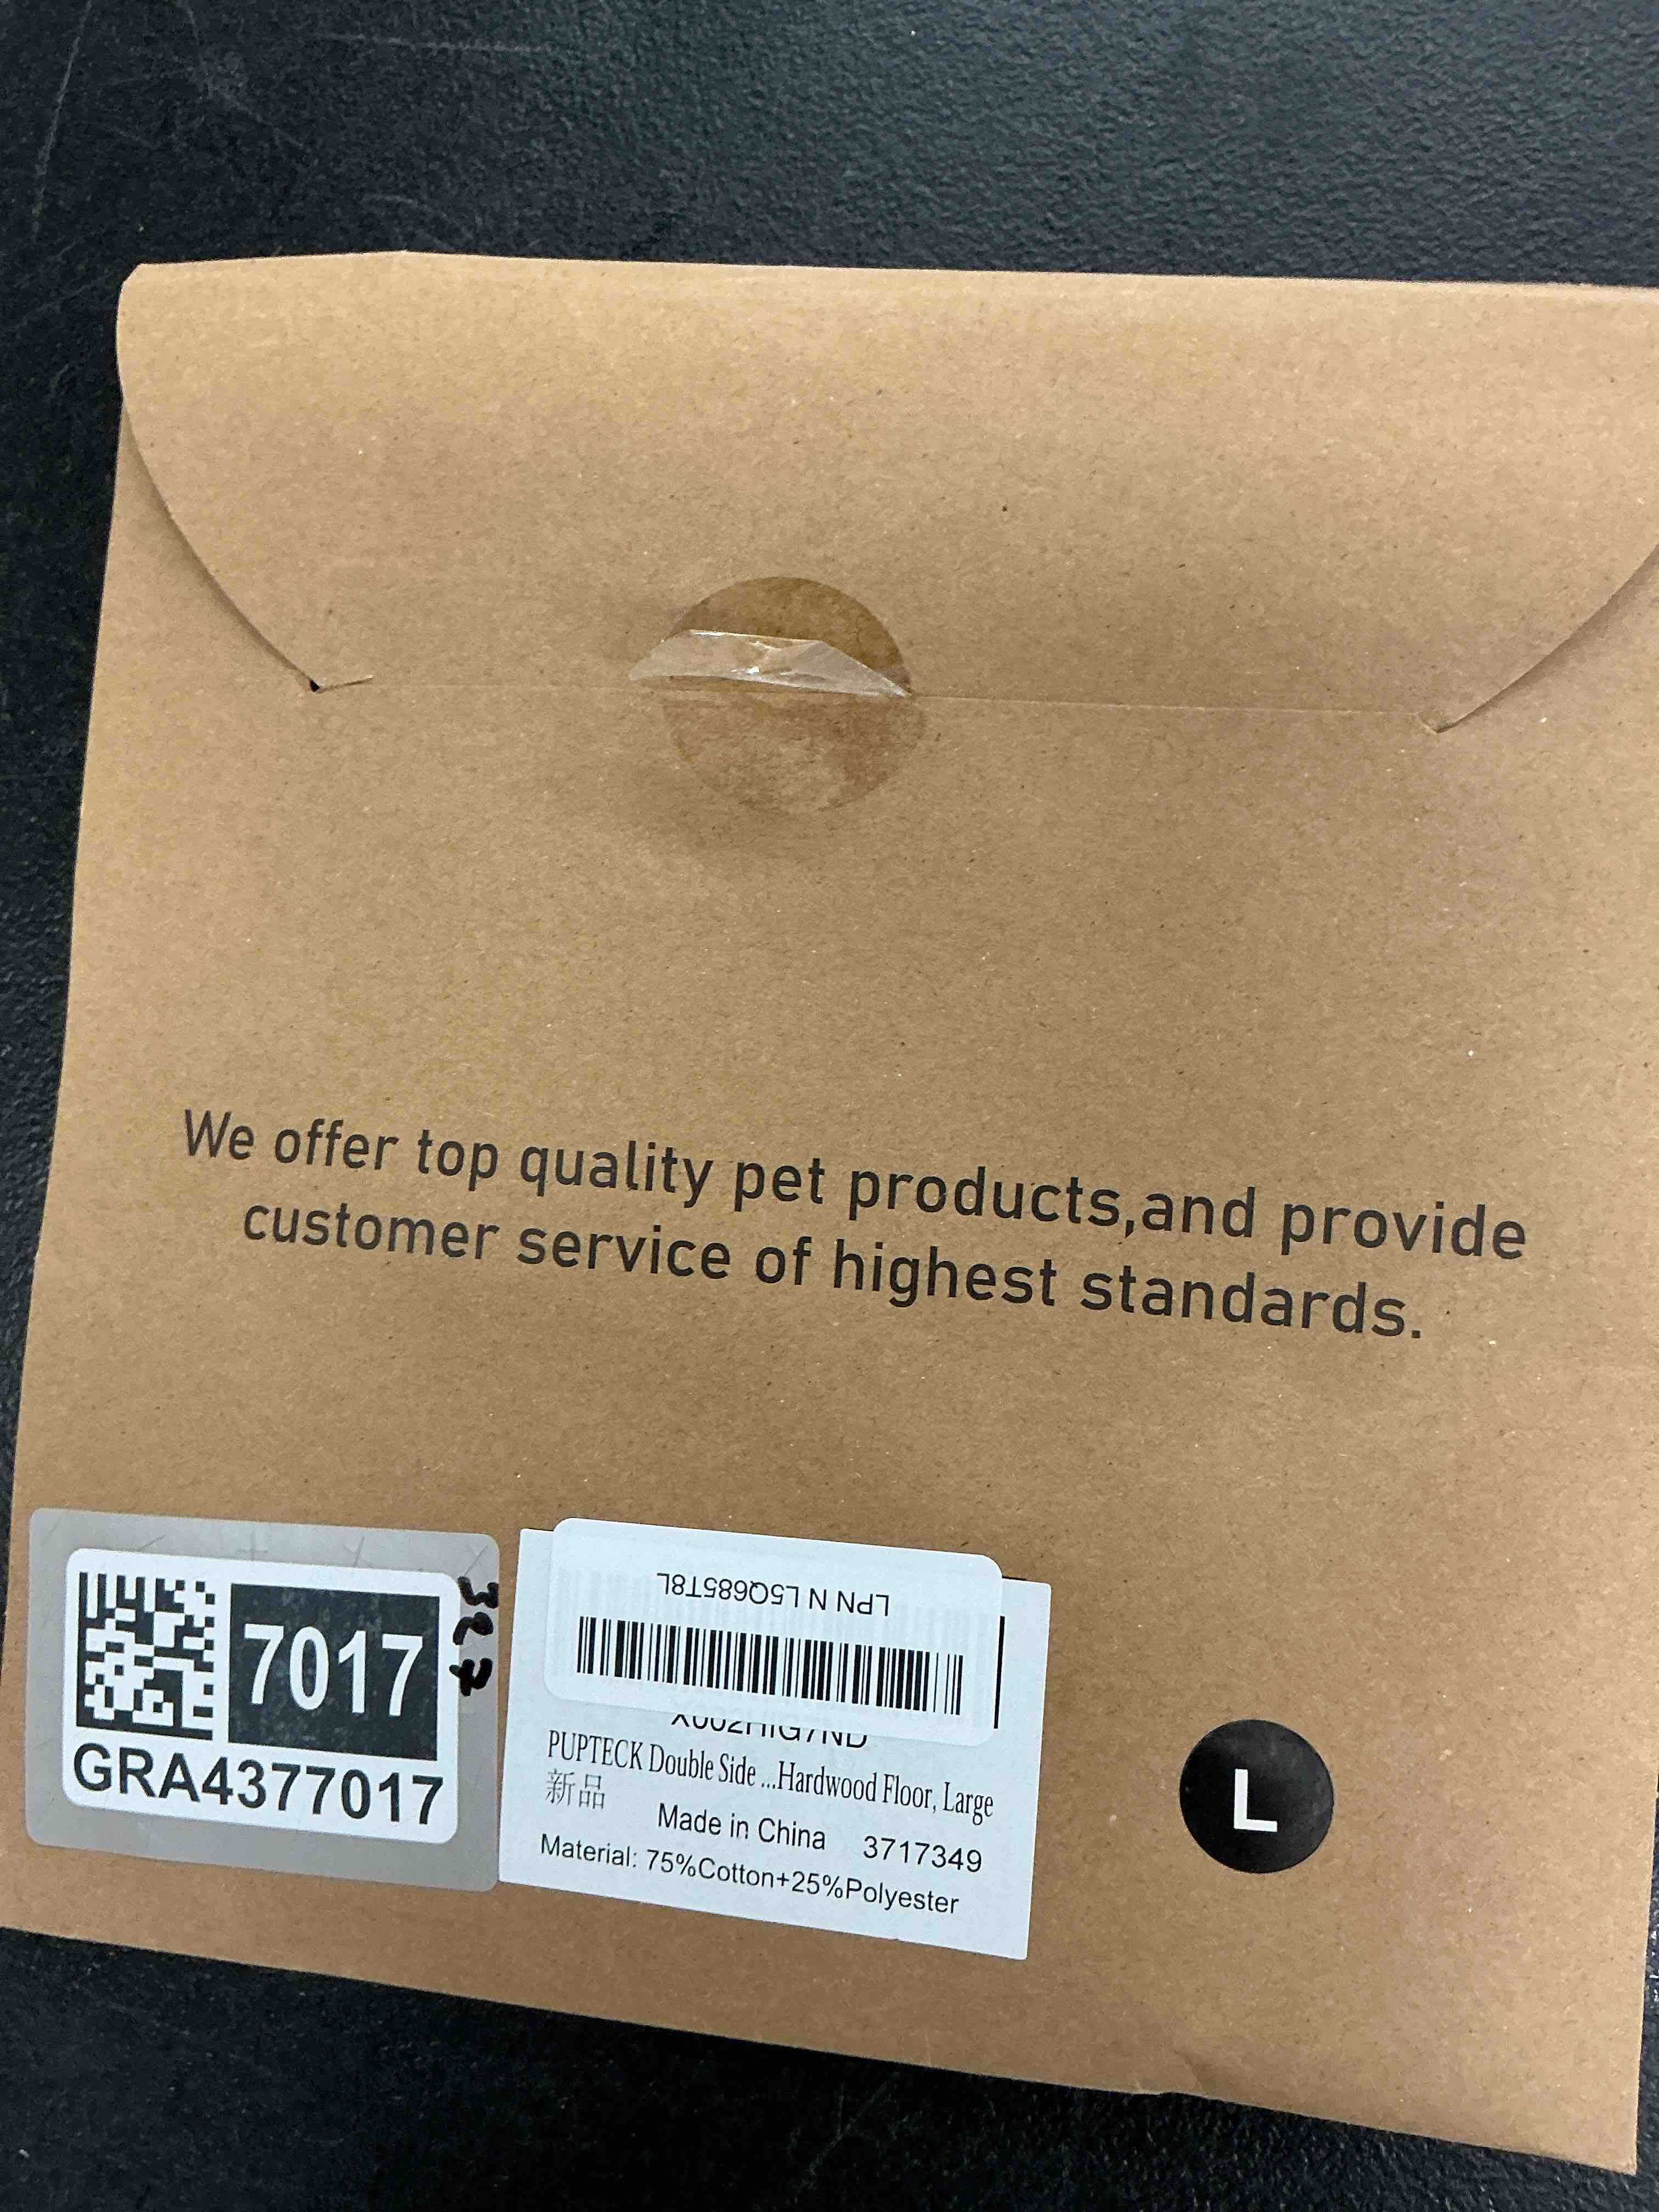 We offer top quality pet products,and provide
customer service of highest standards.
7017
GRA4377017
LPN N L5Q685T8L
PUPTECK Double Side ...Hardwood Floor, Large
新品
Made in China 3717349
Material: 75%Cotton+25%Polyester
L